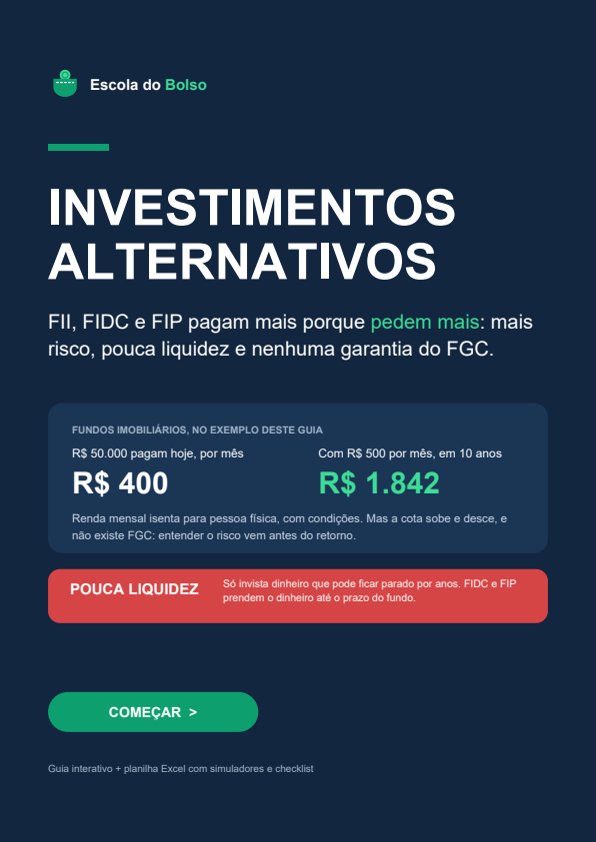 Escola do Bolso
INVESTIMENTOS
ALTERNATIVOS
FII, FIDC e FIP pagam mais porque pedem mais: mais
risco, pouca liquidez e nenhuma garantia do FGC.
FUNDOS IMOBILIÁRIOS, NO EXEMPLO DESTE GUIA
R$ 50.000 pagam hoje, por mês
R$ 400
Com R$ 500 por mês, em 10 anos
R$ 1.842
Renda mensal isenta para pessoa física, com condições. Mas a cota sobe e desce, e
não existe FGC: entender o risco vem antes do retorno.
POUCA LIQUIDEZ
Só invista dinheiro que pode ficar parado por anos. FIDC e FIP
prendem o dinheiro até o prazo do fundo.
COMEÇAR >
Guia interativo + planilha Excel com simuladores e checklist